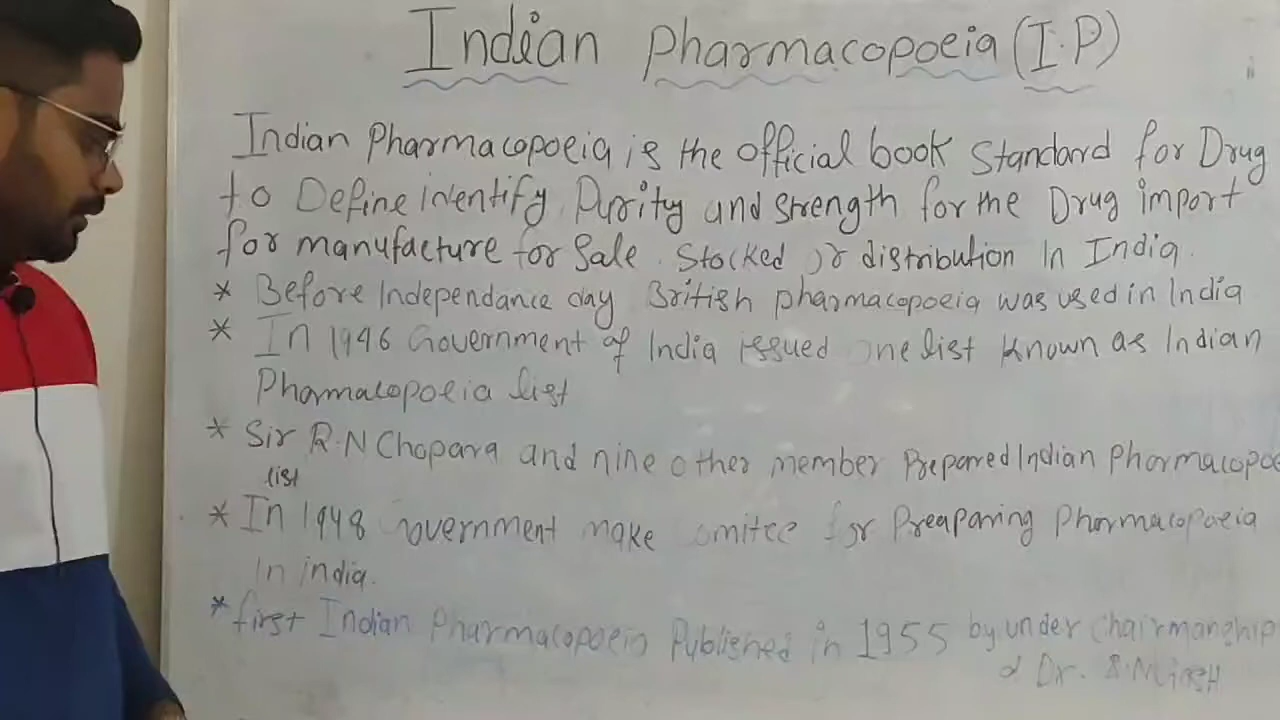 Indian Pharmacopoeia (I.P)
Indian Pharmacopoeia is the official book Standard for Drug
to Define identify Purity and strength for the Drug import
for manufacture for Sale. Stocked or distribution In India.
* Before Independance day British pharmacopoeia was used in India
* In 1946 Government of India issued one list known as Indian
Pharmacopoeia list
* Sir R.N Chopara and nine other member Prepared Indian Pharmacopoe
list
* In 1948 Government make comitee for Preaparing Pharmacopoeia
In india.
* first Indian Pharmacopoein Published in 1955 by under chairmanship
of Dr.